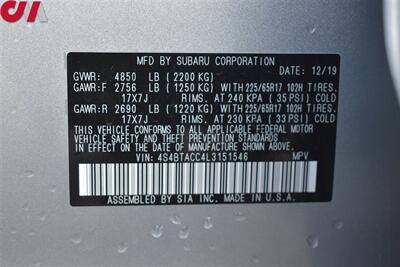 MFD BY SUBARU CORPORATION DATE: 12/19
GVWR: 4850 LB (2200 KG)
GAWR:F 2756 LB (1250 KG) WITH 225/65R17 102H TIRES.
17X7J RIMS. AT 240 KPA (35 PSI) COLD
GAWR:R 2690 LB (1220 KG) WITH 225/65R17 102H TIRES.
17X7J RIMS. AT 230 KPA (33 PSI) COLD
THIS VEHICLE CONFORMS TO ALL APPLICABLE FEDERAL
MOTOR VEHICLE SAFETY, BUMPER, AND THEFT PREVENTION STANDARDS
IN EFFECT ON THE DATE OF MANUFACTURE SHOWN ABOVE.
VIN: 4S4BTACC4L3151546 MPV
ASSEMBLED BY SIA INC. MADE IN U.S.A.